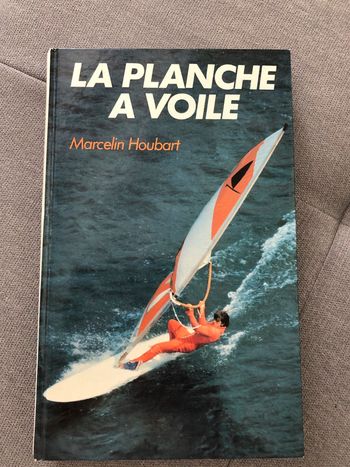 LA PLANCHE
A VOILE
Marcelin Houbart